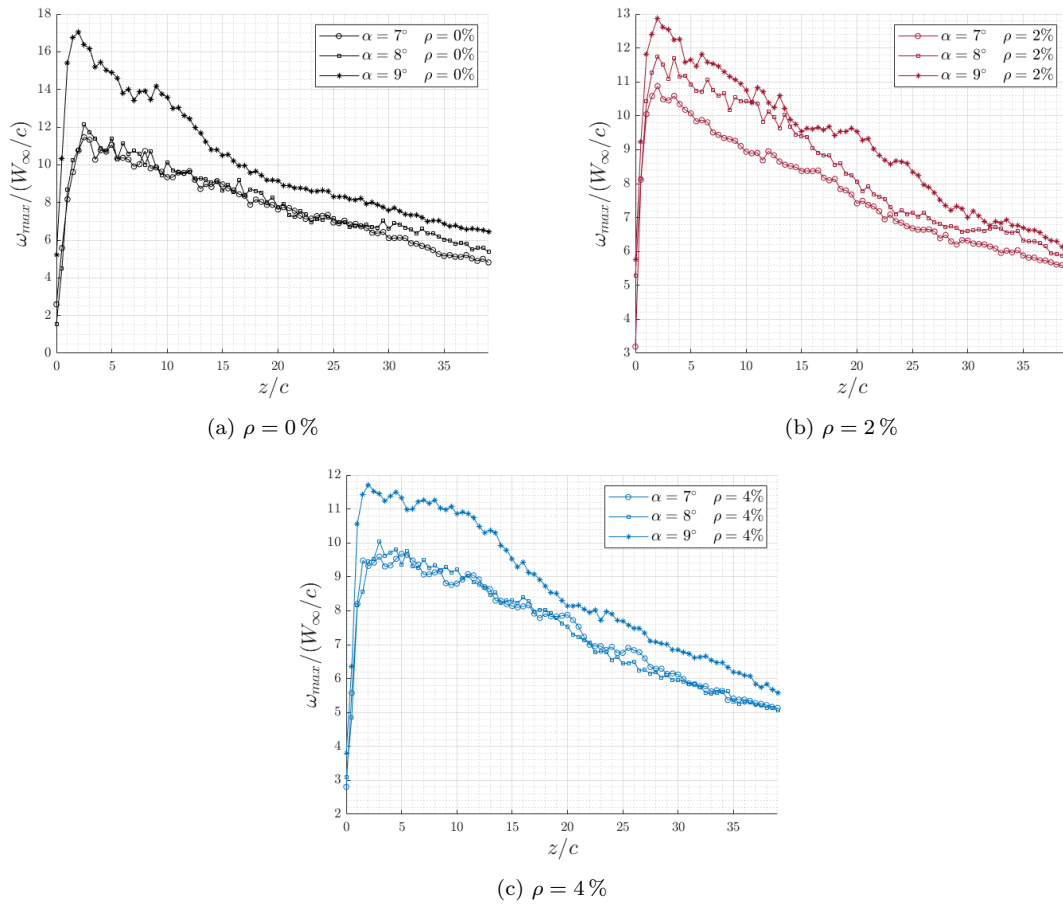 18
16
14
12
10
8
6
4
2
0
ω_max/(W_∞/c)
0 5 10 15 20 25 30 35
z/c
α = 7° ρ = 0%
α = 8° ρ = 0%
α = 9° ρ = 0%
(a) ρ = 0 %
13
12
11
10
9
8
7
6
5
4
3
ω_max/(W_∞/c)
0 5 10 15 20 25 30 35
z/c
α = 7° ρ = 2%
α = 8° ρ = 2%
α = 9° ρ = 2%
(b) ρ = 2 %
12
11
10
9
8
7
6
5
4
3
2
ω_max/(W_∞/c)
0 5 10 15 20 25 30 35
z/c
α = 7° ρ = 4%
α = 8° ρ = 4%
α = 9° ρ = 4%
(c) ρ = 4 %